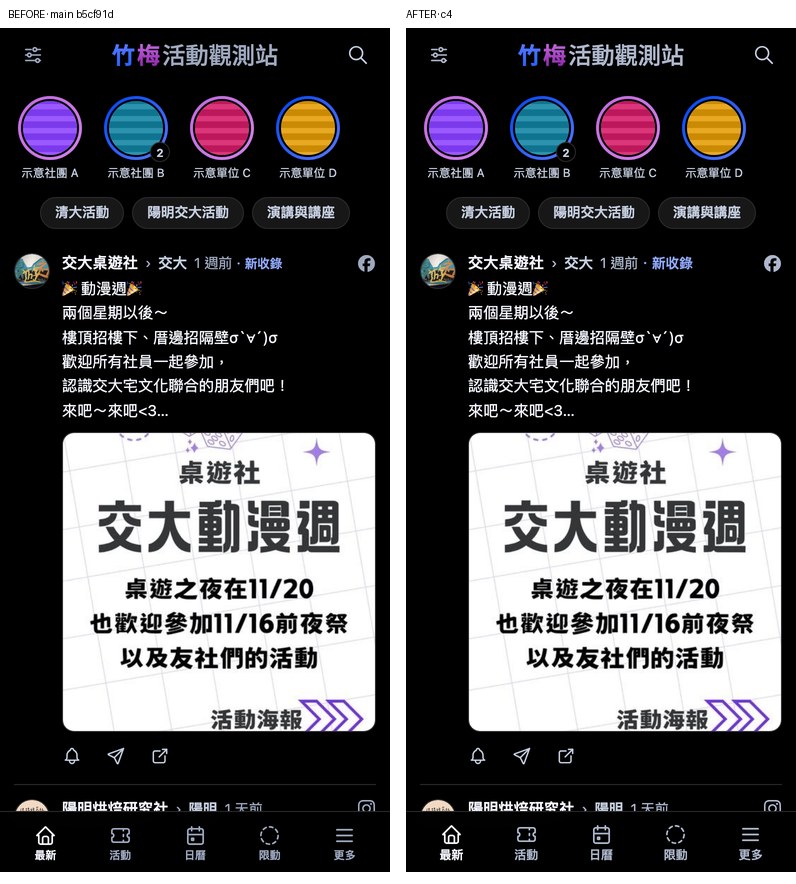 BEFORE·main b5cf91d
竹梅活動觀測站
2
示意社團 A
示意社團 B
示意單位 C
示意單位 D
清大活動
陽明交大活動
演講與講座
交大桌遊社 › 交大 1 週前·新收錄
🎉 動漫週🎉
兩個星期以後～
樓頂招樓下、厝邊招隔壁σ`∀´)σ
歡迎所有社員一起參加，
認識交大宅文化聯合的朋友們吧！
來吧～來吧<3...
桌遊社
交大動漫週
桌遊之夜在11/20
也歡迎參加11/16前夜祭
以及友社們的活動
活動海報
陽明烘焙研究社 › 陽明 1 天前
最新
活動
日曆
限動
更多
AFTER·c4
竹梅活動觀測站
2
示意社團 A
示意社團 B
示意單位 C
示意單位 D
清大活動
陽明交大活動
演講與講座
交大桌遊社 › 交大 1 週前·新收錄
🎉 動漫週🎉
兩個星期以後～
樓頂招樓下、厝邊招隔壁σ`∀´)σ
歡迎所有社員一起參加，
認識交大宅文化聯合的朋友們吧！
來吧～來吧<3...
桌遊社
交大動漫週
桌遊之夜在11/20
也歡迎參加11/16前夜祭
以及友社們的活動
活動海報
陽明烘焙研究社 › 陽明 1 天前
最新
活動
日曆
限動
更多